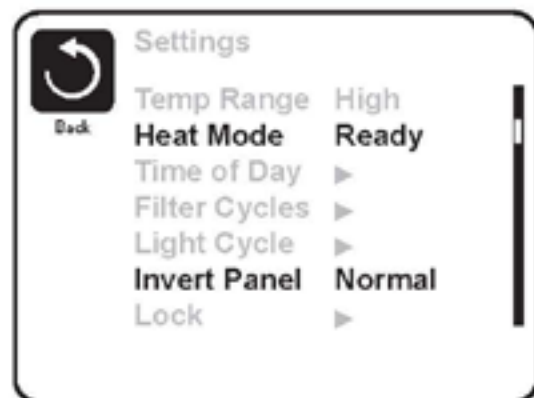 Settings
Back
Temp Range High
Heat Mode Ready
Time of Day ▶
Filter Cycles ▶
Light Cycle ▶
Invert Panel Normal
Lock ▶